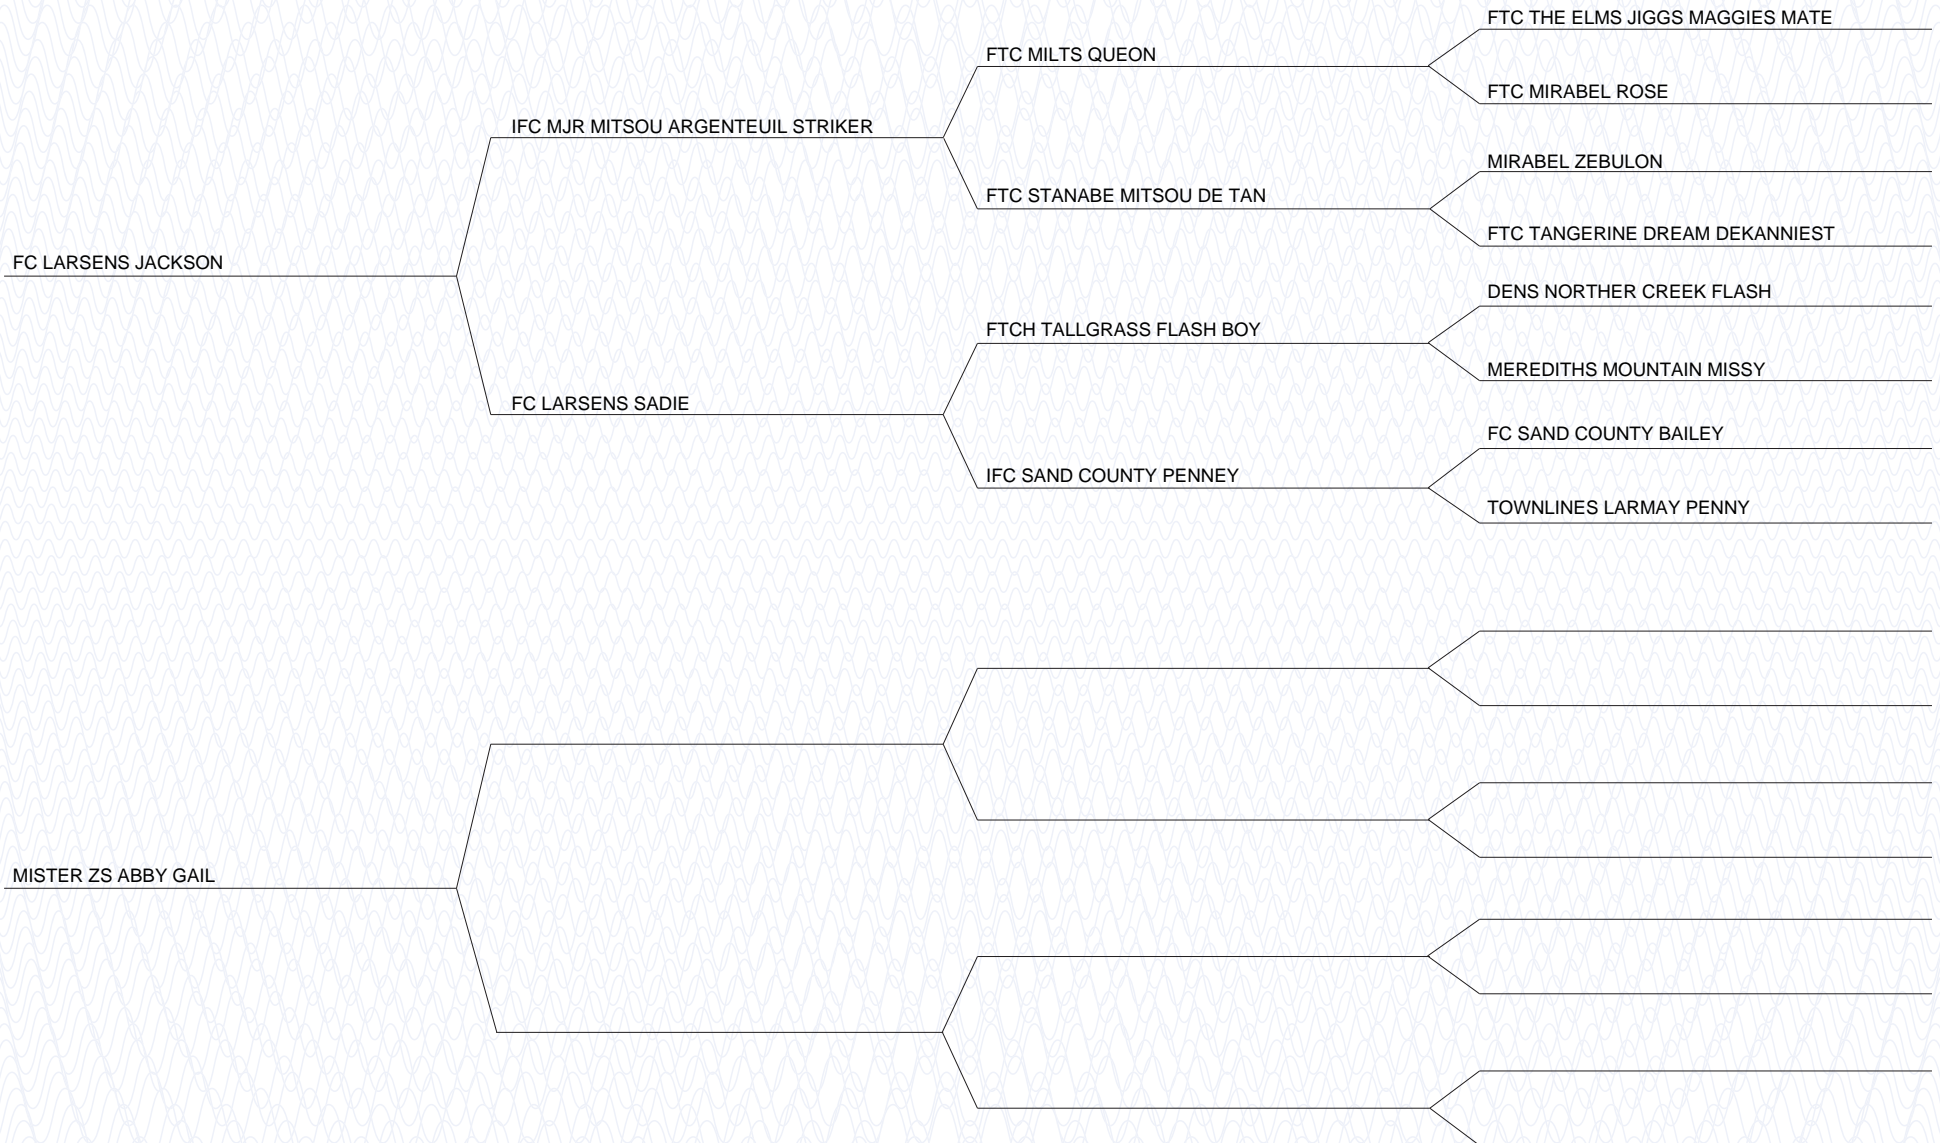 FTC THE ELMS JIGGS MAGGIES MATE
FTC MILTS QUEON
FTC MIRABEL ROSE
IFC MJR MITSOU ARGENTEUIL STRIKER
MIRABEL ZEBULON
FTC STANABE MITSOU DE TAN
FTC TANGERINE DREAM DEKANNIEST
FC LARSENS JACKSON
DENS NORTHER CREEK FLASH
FTCH TALLGRASS FLASH BOY
MEREDITHS MOUNTAIN MISSY
FC LARSENS SADIE
FC SAND COUNTY BAILEY
IFC SAND COUNTY PENNEY
TOWNLINES LARMAY PENNY
MISTER ZS ABBY GAIL